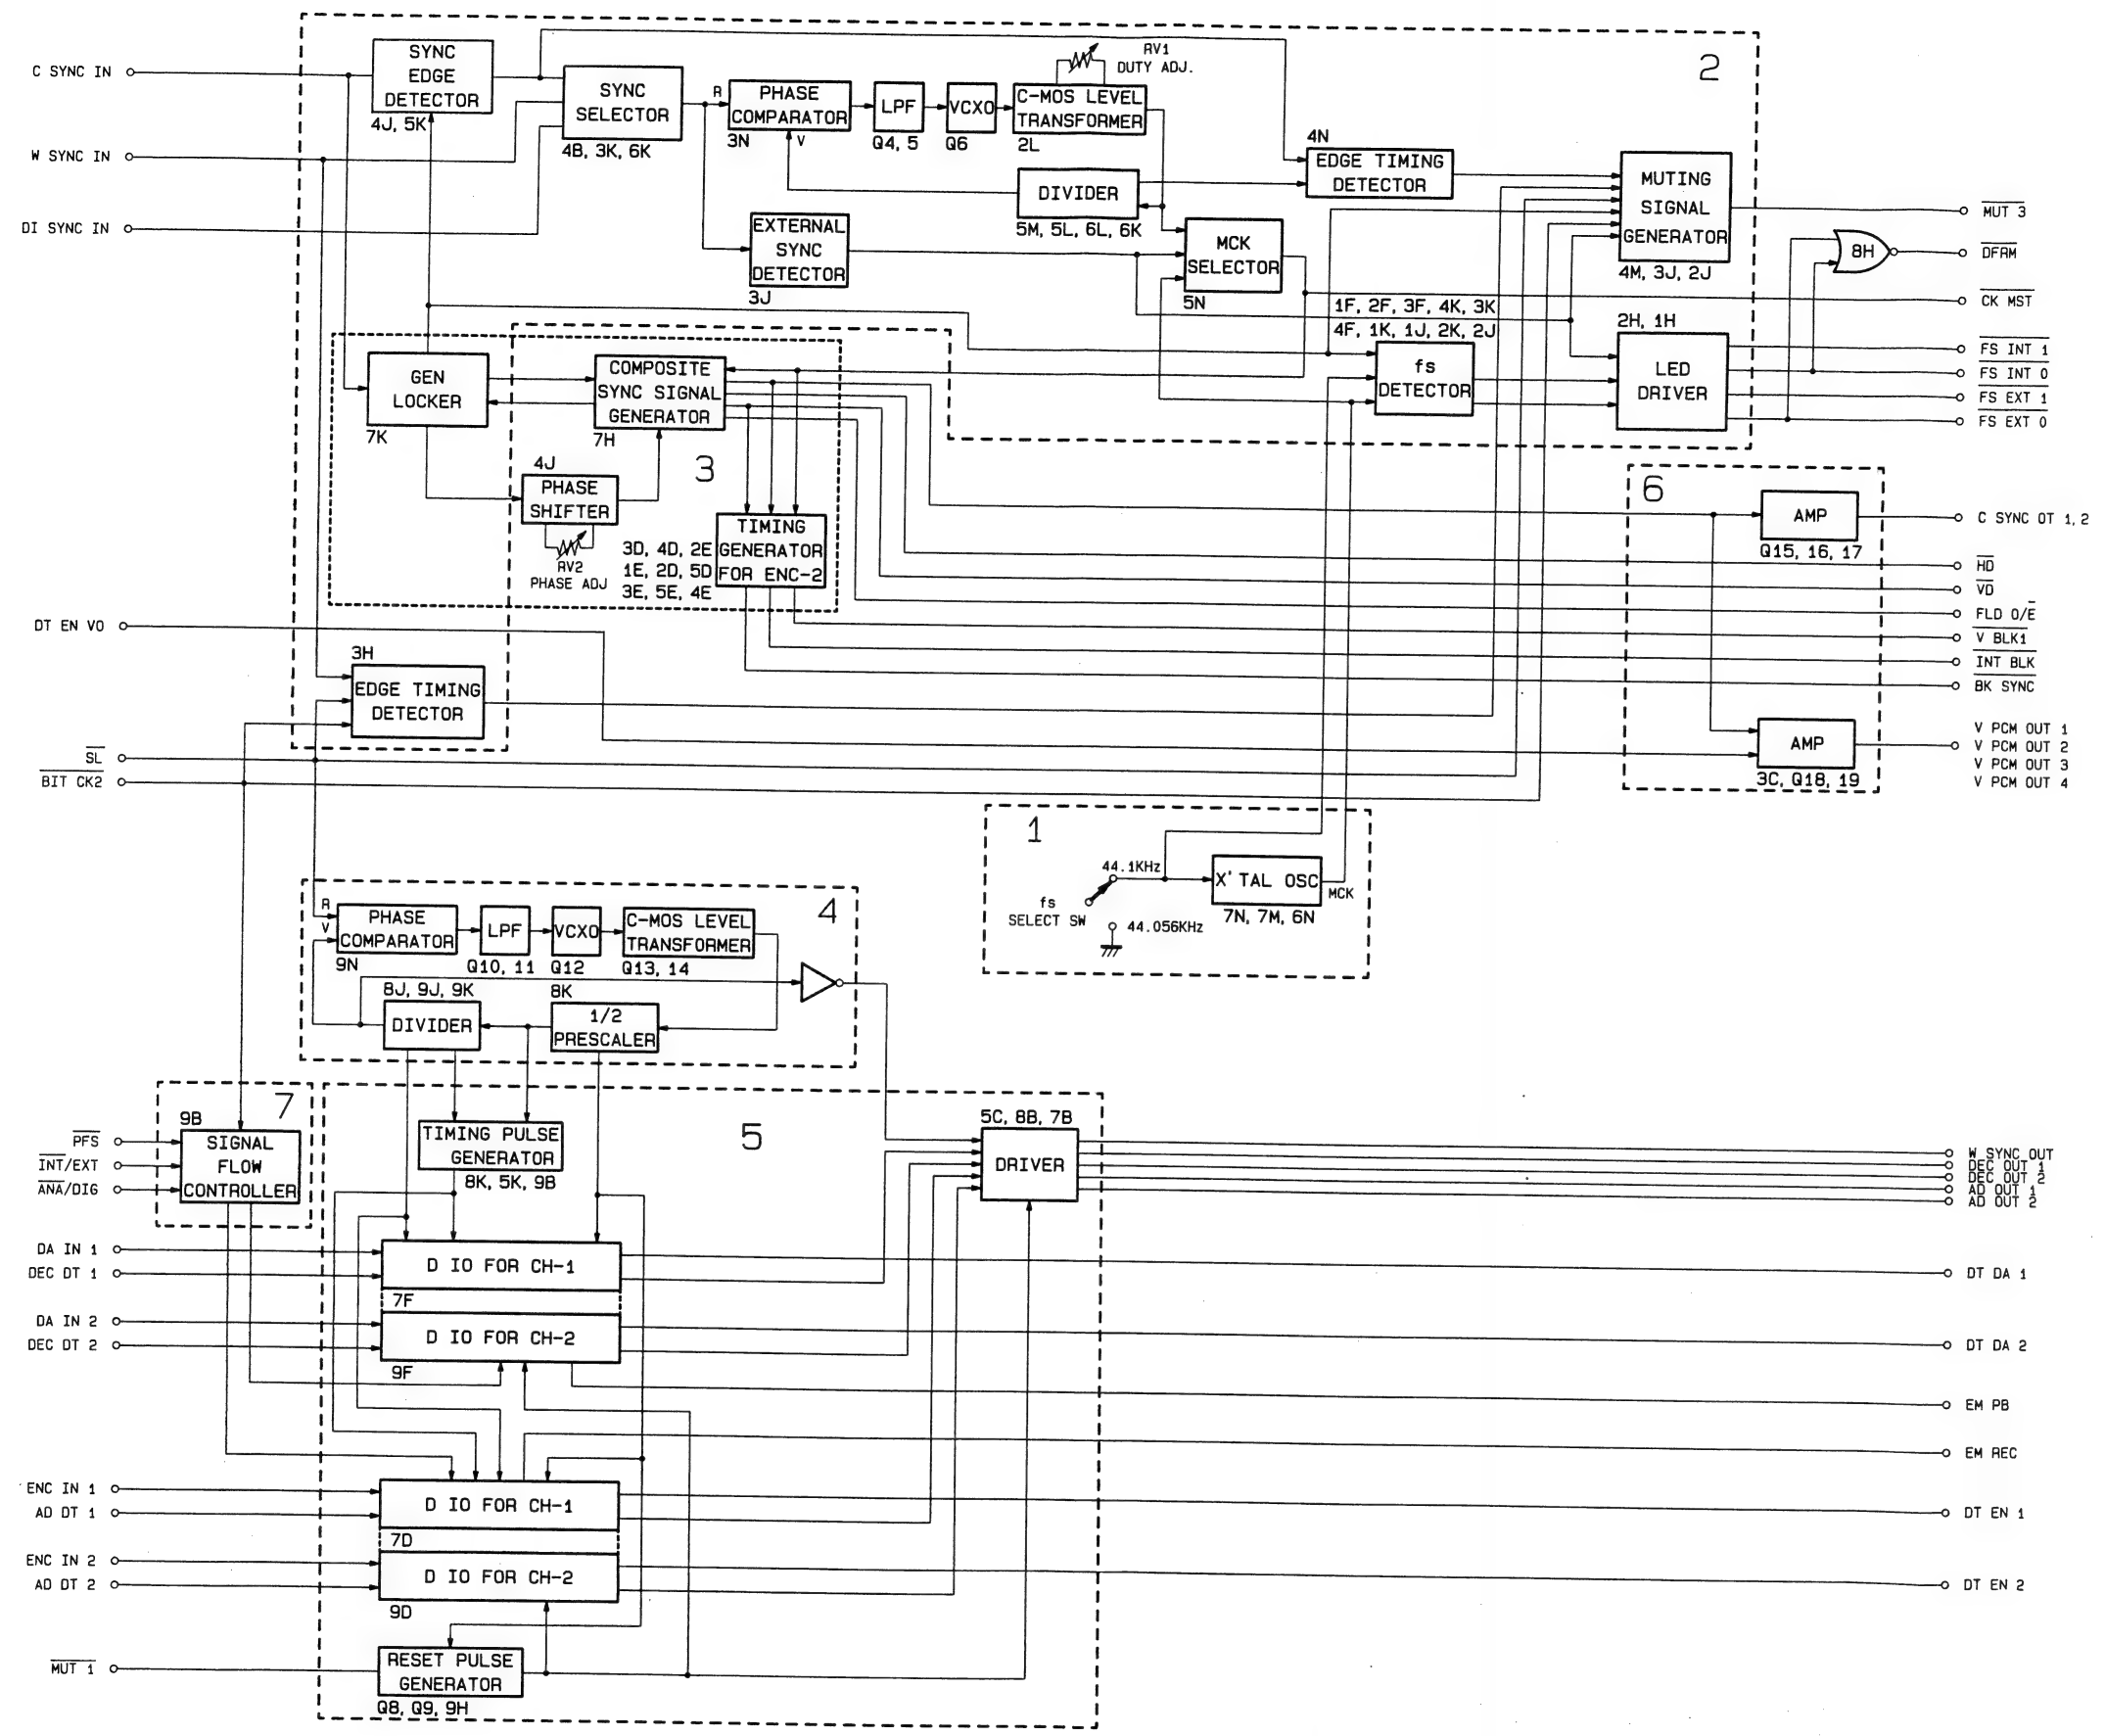 C SYNC IN
W SYNC IN
DI SYNC IN
SYNC
EDGE
DETECTOR
4J, 5K
SYNC
SELECTOR
4B, 3K, 6K
R
V
PHASE
COMPARATOR
3N
LPF
Q4, 5
VCXO
Q6
RV1
DUTY ADJ.
C-MOS LEVEL
TRANSFORMER
2L
2
DIVIDER
5M, 5L, 6L, 6K
EXTERNAL
SYNC
DETECTOR
3J
MCK
SELECTOR
5N
4N
EDGE TIMING
DETECTOR
MUTING
SIGNAL
GENERATOR
4M, 3J, 2J
8H
1F, 2F, 3F, 4K, 3K
4F, 1K, 1J, 2K, 2J
fs
DETECTOR
2H, 1H
LED
DRIVER
MUT 3
DFRM
CK MST
FS INT 1
FS INT 0
FS EXT 1
FS EXT 0
GEN
LOCKER
7K
COMPOSITE
SYNC SIGNAL
GENERATOR
7H
3
4J
PHASE
SHIFTER
RV2
PHASE ADJ
TIMING
GENERATOR
FOR ENC-2
3D, 4D, 2E
1E, 2D, 5D
3E, 5E, 4E
6
AMP
Q15, 16, 17
C SYNC OT 1, 2
HD
VD
FLD O/E
V BLK1
INT BLK
BK SYNC
AMP
3C, Q18, 19
V PCM OUT 1
V PCM OUT 2
V PCM OUT 3
V PCM OUT 4
DT EN VO
3H
EDGE TIMING
DETECTOR
SL
BIT CK2
1
44.1KHz
fs
SELECT SW
44.056KHz
X'TAL OSC
MCK
7N, 7M, 6N
4
R
V
PHASE
COMPARATOR
9N
LPF
Q10, 11
VCXO
Q12
C-MOS LEVEL
TRANSFORMER
Q13, 14
8J, 9J, 9K
DIVIDER
8K
1/2
PRESCALER
7
9B
SIGNAL
FLOW
CONTROLLER
PFS
INT/EXT
ANA/DIG
5
TIMING PULSE
GENERATOR
8K, 5K, 9B
5C, 8B, 7B
DRIVER
W SYNC OUT
DEC OUT 1
DEC OUT 2
AD OUT 1
AD OUT 2
DA IN 1
DEC DT 1
D IO FOR CH-1
7F
DT DA 1
DA IN 2
DEC DT 2
D IO FOR CH-2
9F
DT DA 2
EM PB
EM REC
ENC IN 1
AD DT 1
D IO FOR CH-1
7D
DT EN 1
ENC IN 2
AD DT 2
D IO FOR CH-2
9D
DT EN 2
MUT 1
RESET PULSE
GENERATOR
Q8, Q9, 9H